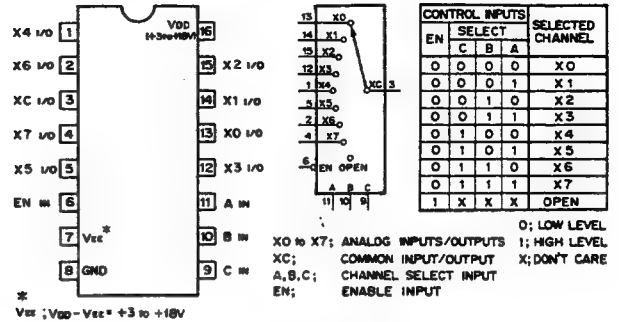 X4 I/O 1
X6 I/O 2
XC I/O 3
X7 I/O 4
X5 I/O 5
EN IN 6
7 VEE*
8 GND
VDD 16
(+3 to +18V)
15 X2 I/O
14 X1 I/O
13 X0 I/O
12 X3 I/O
11 A IN
10 B IN
9 C IN
*
VEE ; VDD-VEE= +3 to +18V
13 X0
14 X1
15 X2
12 X3
1 X4
5 X5
2 X6
4 X7
XC 3
6 EN OPEN
A B C
11 10 9
X0 to X7; ANALOG INPUTS/OUTPUTS
XC; COMMON INPUT/OUTPUT
A,B,C; CHANNEL SELECT INPUT
EN; ENABLE INPUT
CONTROL INPUTS SELECTED CHANNEL
EN SELECT
C B A
0 0 0 0 X0
0 0 0 1 X1
0 0 1 0 X2
0 0 1 1 X3
0 1 0 0 X4
0 1 0 1 X5
0 1 1 0 X6
0 1 1 1 X7
1 X X X OPEN
0; LOW LEVEL
1; HIGH LEVEL
X; DON'T CARE